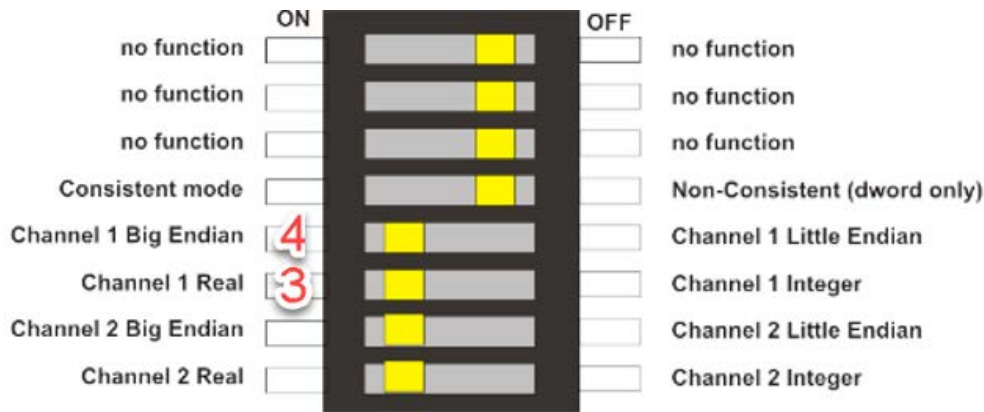 ON OFF
no function no function
no function no function
no function no function
Consistent mode Non-Consistent (dword only)
Channel 1 Big Endian 4 Channel 1 Little Endian
Channel 1 Real 3 Channel 1 Integer
Channel 2 Big Endian Channel 2 Little Endian
Channel 2 Real Channel 2 Integer